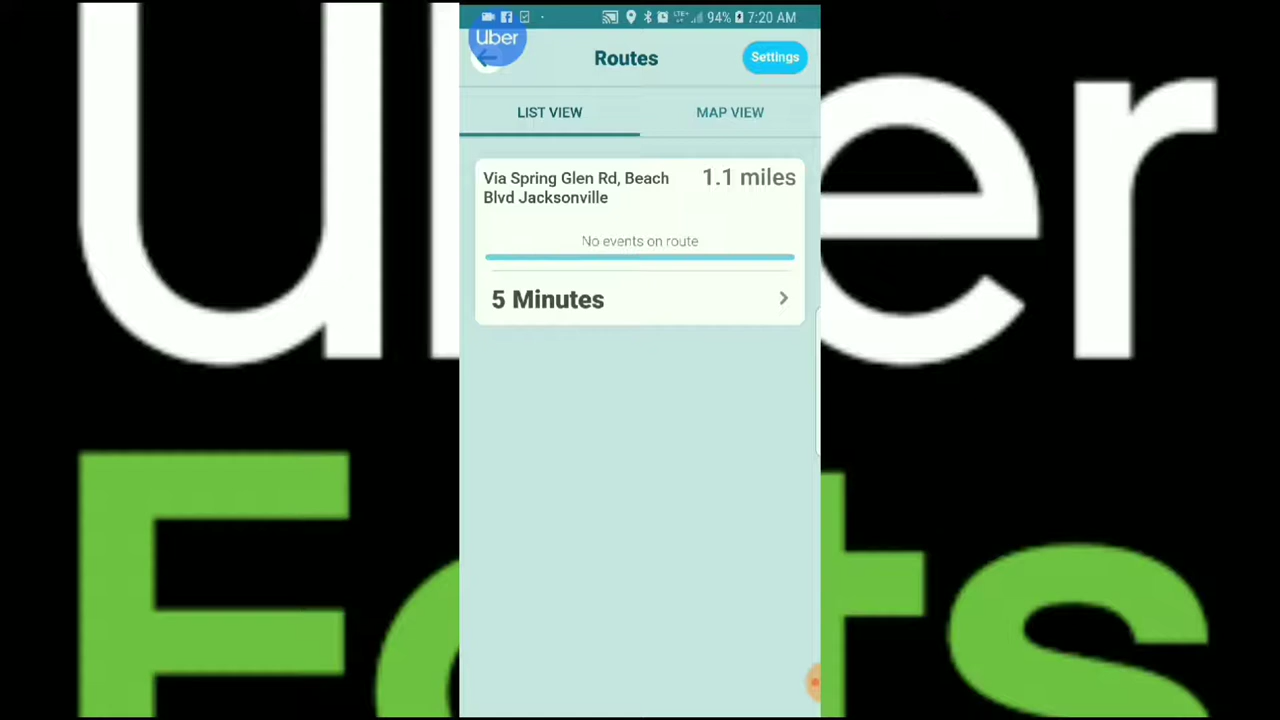 Uber
Eats
94% 7:20 AM
Uber
Routes
Settings
LIST VIEW
MAP VIEW
Via Spring Glen Rd, Beach
Blvd Jacksonville
1.1 miles
No events on route
5 Minutes